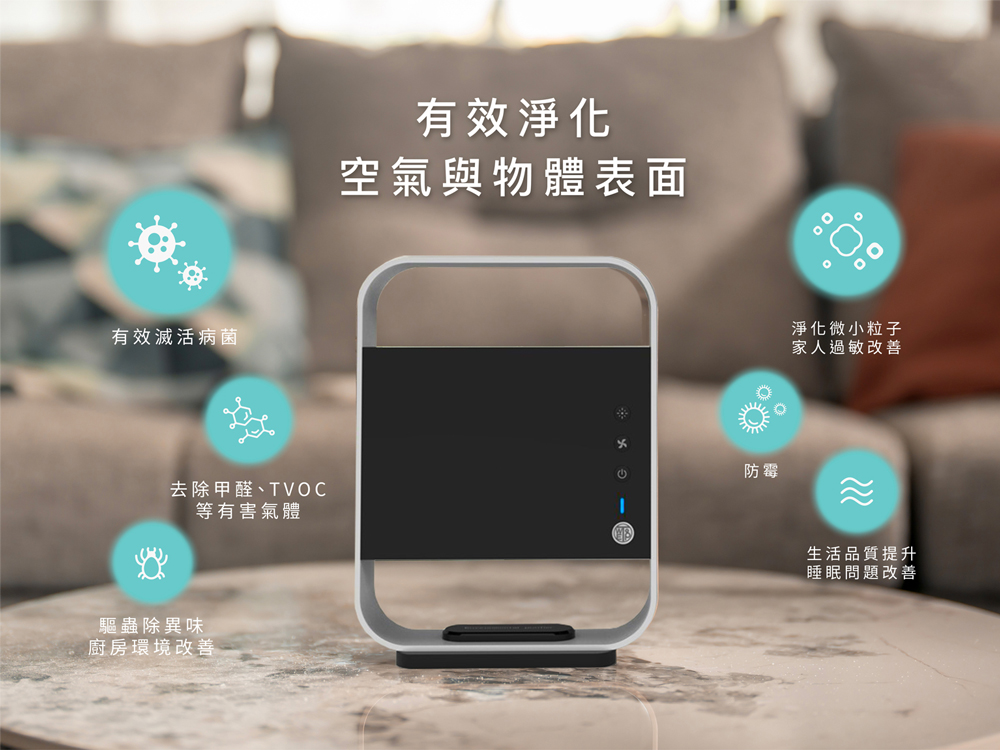 有效淨化
空氣與物體表面
有效滅活病菌
淨化微小粒子
家人過敏改善
去除甲醛、TVOC
等有害氣體
防霉
生活品質提升
睡眠問題改善
驅蟲除異味
廚房環境改善